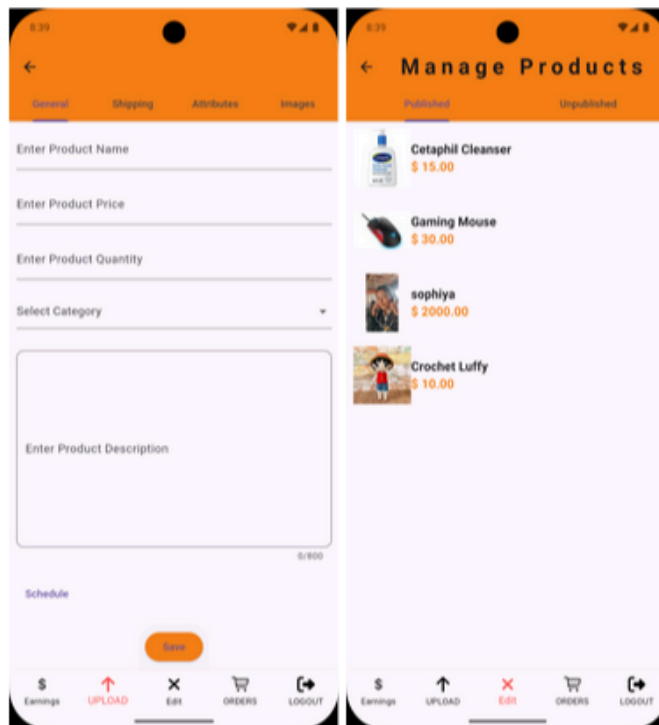 8:39
General Shipping Attributes Images
Enter Product Name
Enter Product Price
Enter Product Quantity
Select Category
Enter Product Description
0/800
Schedule
Save
$
Earnings UPLOAD Edit ORDERS LOGOUT
8:39
Manage Products
Published Unpublished
Cetaphil Cleanser
$ 15.00
Gaming Mouse
$ 30.00
sophiya
$ 2000.00
Crochet Luffy
$ 10.00
$
Earnings UPLOAD Edit ORDERS LOGOUT